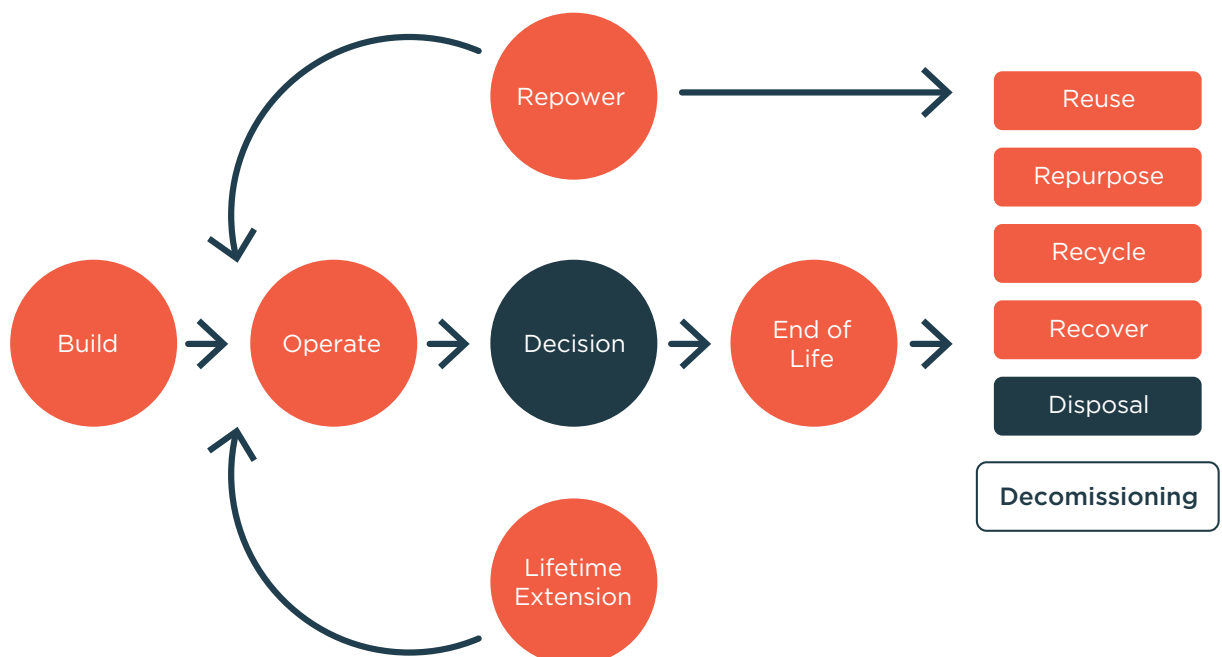 Repower
Reuse
Repurpose
Recycle
Recover
Disposal
Decomissioning
Build
Operate
Decision
End of
Life
Lifetime
Extension